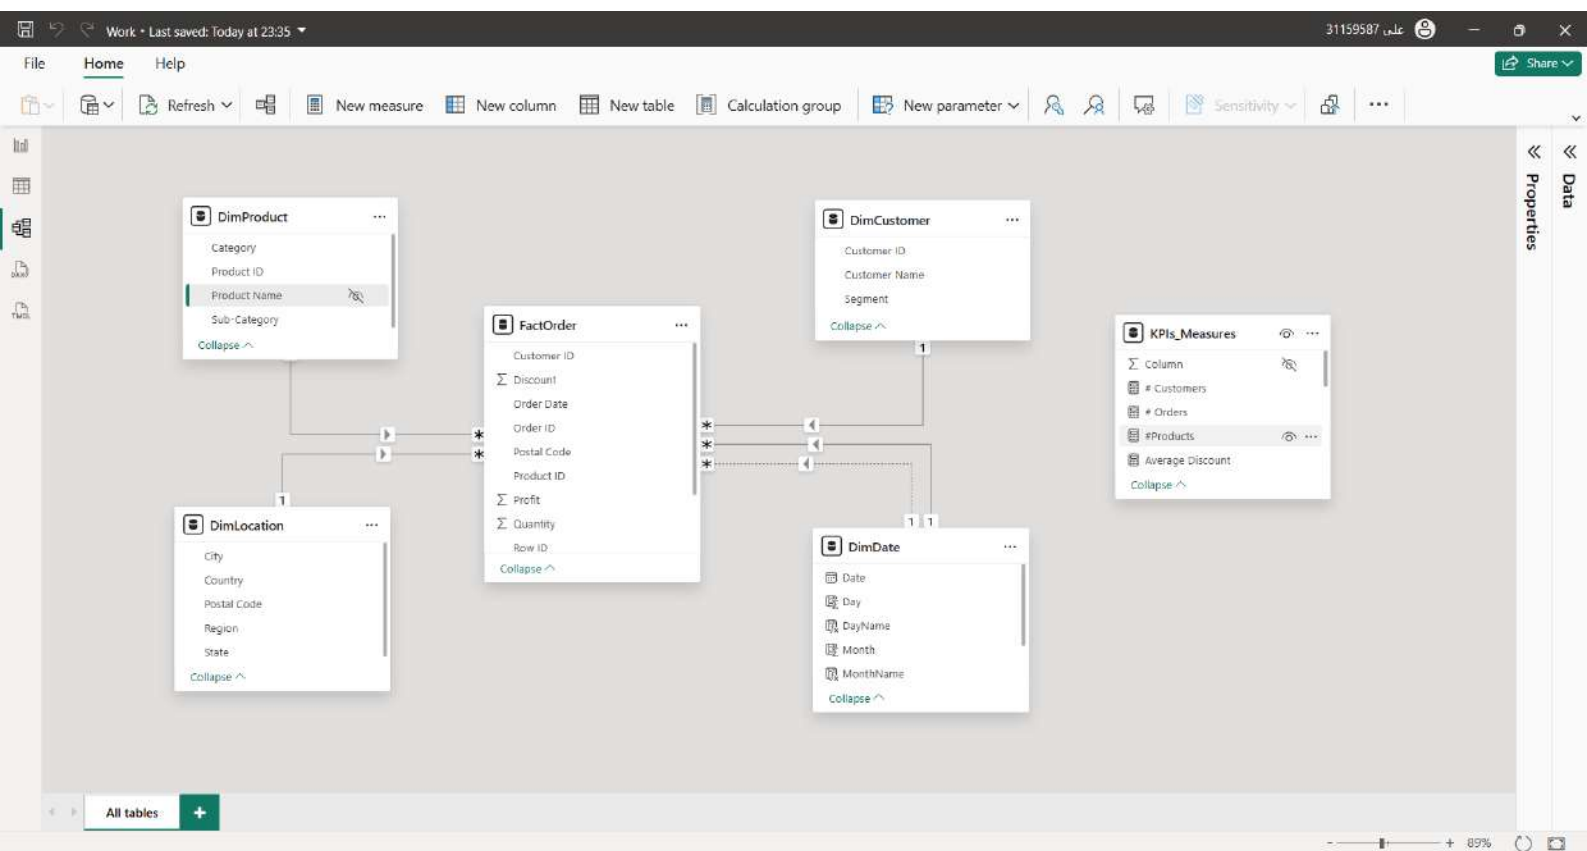 Work • Last saved: Today at 23:35
على 31159587
File
Home
Help
Share
Refresh
New measure
New column
New table
Calculation group
New parameter
Sensitivity
...
DAX
TMDL
Properties
Data
DimProduct
Category
Product ID
Product Name
Sub-Category
Collapse
DimCustomer
Customer ID
Customer Name
Segment
Collapse
1
FactOrder
Customer ID
∑ Discount
Order Date
Order ID
Postal Code
Product ID
∑ Profit
∑ Quantity
Row ID
Collapse
*
*
*
*
*
KPIs_Measures
∑ Column
# Customers
# Orders
#Products
Average Discount
Collapse
1
DimLocation
City
Country
Postal Code
Region
State
Collapse
1 1
DimDate
Date
Day
DayName
Month
MonthName
Collapse
All tables
+
- + 89%